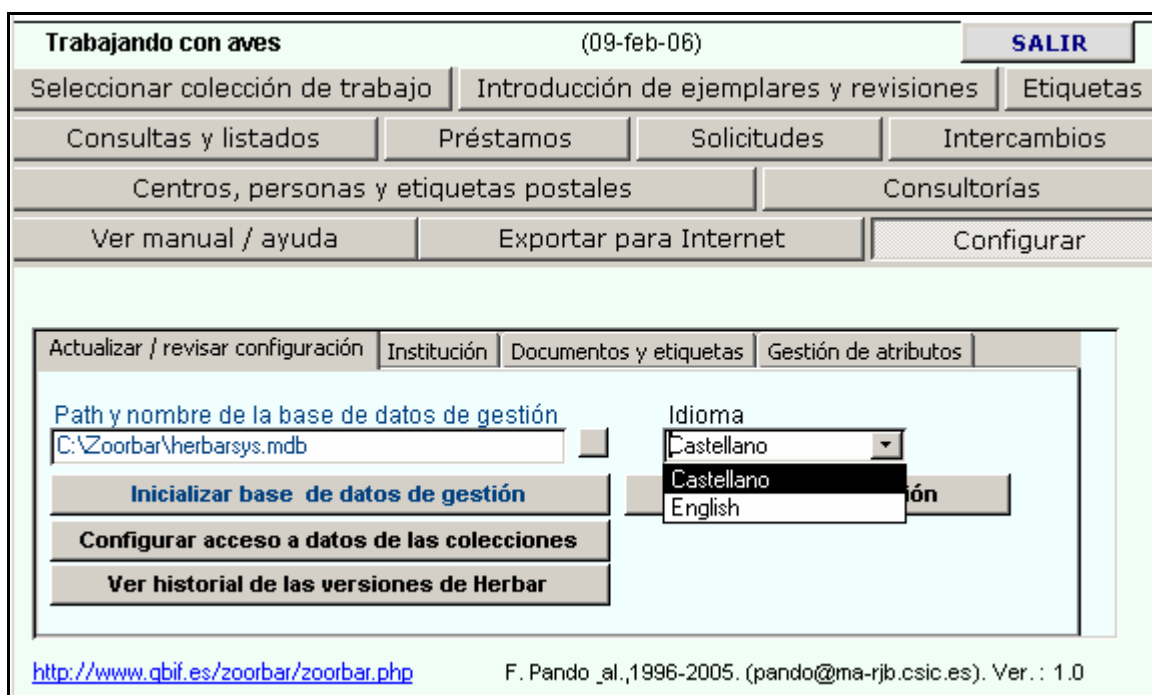 Trabajando con aves (09-feb-06) SALIR
Seleccionar colección de trabajo Introducción de ejemplares y revisiones Etiquetas
Consultas y listados Préstamos Solicitudes Intercambios
Centros, personas y etiquetas postales Consultorías
Ver manual / ayuda Exportar para Internet Configurar
Actualizar / revisar configuración Institución Documentos y etiquetas Gestión de atributos
Path y nombre de la base de datos de gestión Idioma
C:\Zoorbar\herbarsys.mdb Castellano
Inicializar base de datos de gestión Castellano ión
English
Configurar acceso a datos de las colecciones
Ver historial de las versiones de Herbar
http://www.gbif.es/zoorbar/zoorbar.php F. Pando _al.,1996-2005. (pando@ma-rjb.csic.es). Ver. : 1.0